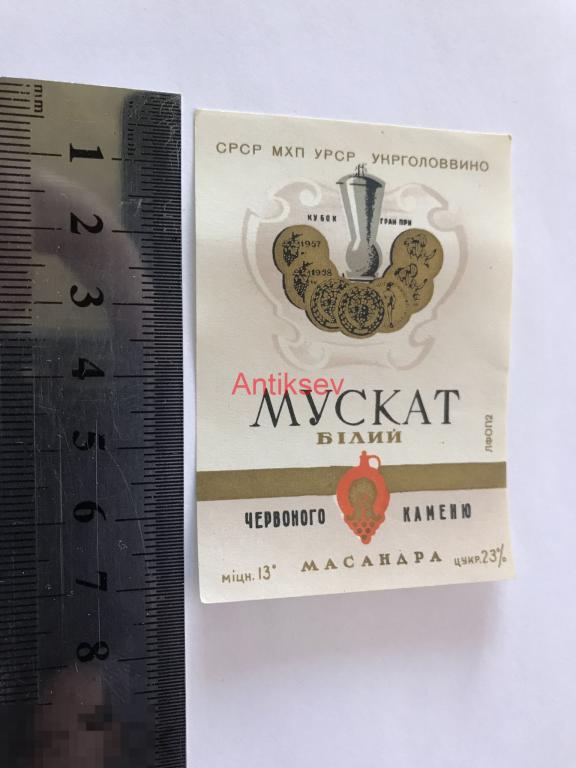 mm
1
2
3
4
5
6
7
8
СРСР МХП УРСР УКРГОЛОВВИНО
КУБОК ГРАН ПРИ
1957
1958
Antiksev
МУСКАТ
БІЛИЙ
ЛФОП2
ЧЕРВОНОГО КАМЕНЮ
МАСАНДРА
МІЦН. 13° ЦУКР. 23%